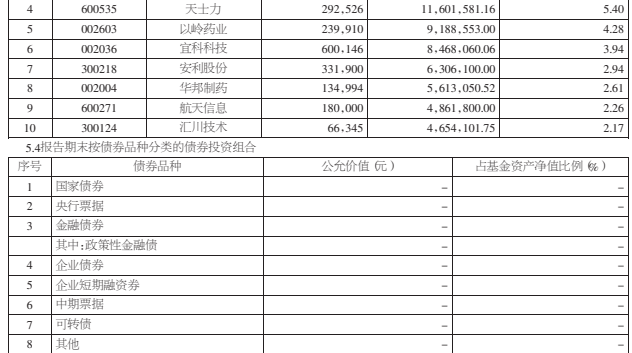 4 600535 天士力 292,526 11,601,581.16 5.40
5 002603 以岭药业 239,910 9,188,553.00 4.28
6 002036 宜科科技 600,146 8,468,060.06 3.94
7 300218 安利股份 331,900 6,306,100.00 2.94
8 002004 华邦制药 134,994 5,613,050.52 2.61
9 600271 航天信息 180,000 4,861,800.00 2.26
10 300124 汇川技术 66,345 4,654,101.75 2.17
5.4报告期末按债券品种分类的债券投资组合
序号 债券品种 公允价值(元) 占基金资产净值比例(%)
1 国家债券 - -
2 央行票据 - -
3 金融债券 - -
其中:政策性金融债 - -
4 企业债券 - -
5 企业短期融资券 - -
6 中期票据 - -
7 可转债 - -
8 其他 - -